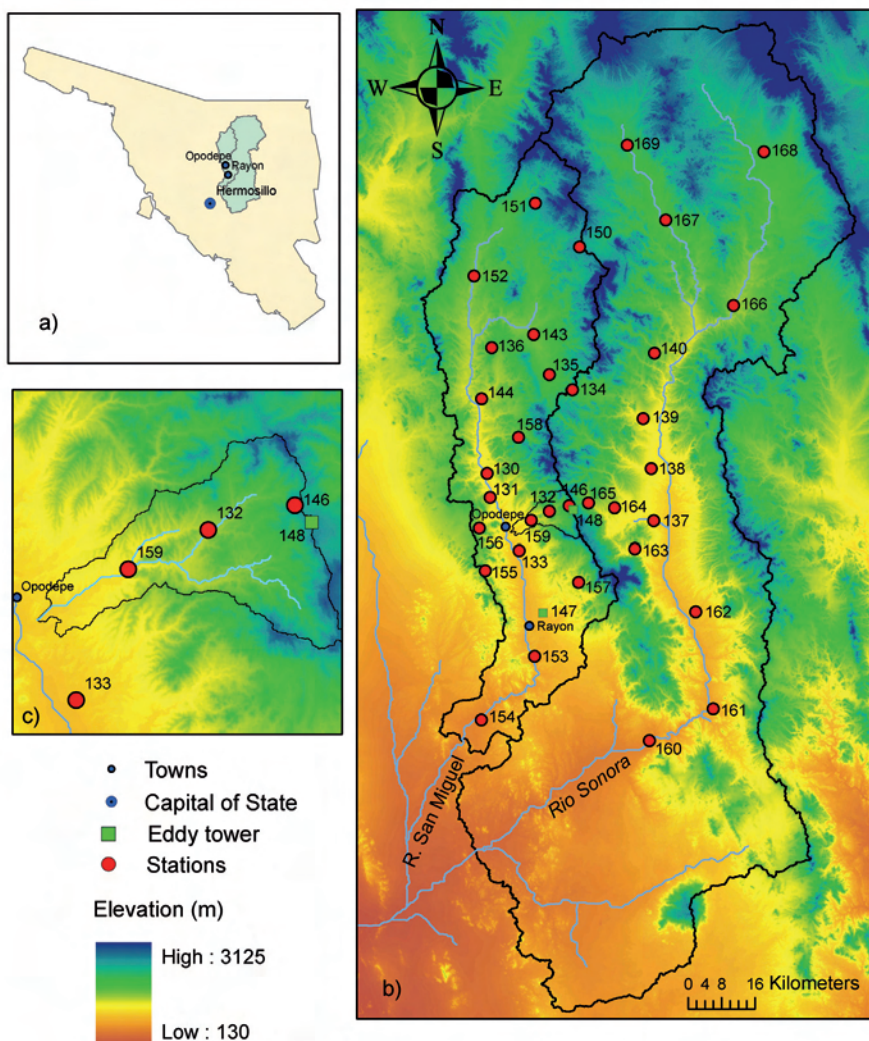 Opodepe
Rayon
Hermosillo
a)
N
W E
S
169
168
151
167
150
152
166
143
136
140
135
134
144
139
158
138
130
146
165
131
132
164
Opodepe
148
137
159
156
133
163
155
157
147
162
Rayon
153
161
154
160
R. San Miguel
Rio Sonora
b)
16 Kilometers
0 4 8
146
132
148
159
Opodepe
133
c)
Towns
Capital of State
Eddy tower
Stations
Elevation (m)
High : 3125
Low : 130